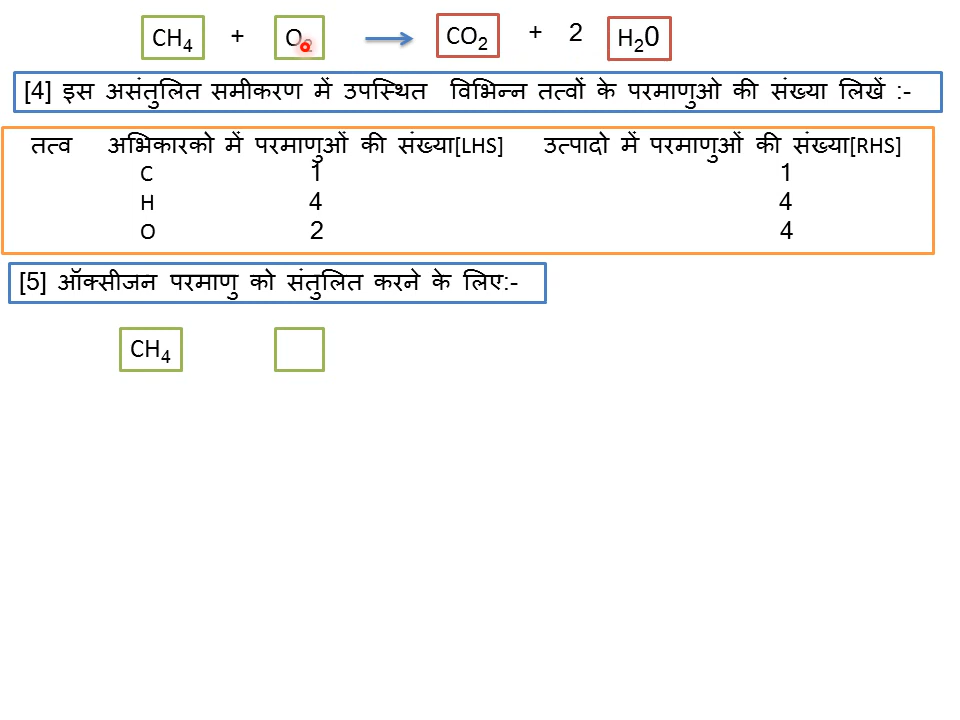 CH4 + O2 CO2 + 2 H20
[4] इस असंतुलित समीकरण में उपस्थित विभिन्न तत्वों के परमाणुओ की संख्या लिखें :-
तत्व अभिकारको में परमाणुओं की संख्या[LHS] उत्पादो में परमाणुओं की संख्या[RHS]
C 1 1
H 4 4
O 2 4
[5] ऑक्सीजन परमाणु को संतुलित करने के लिए:-
CH4